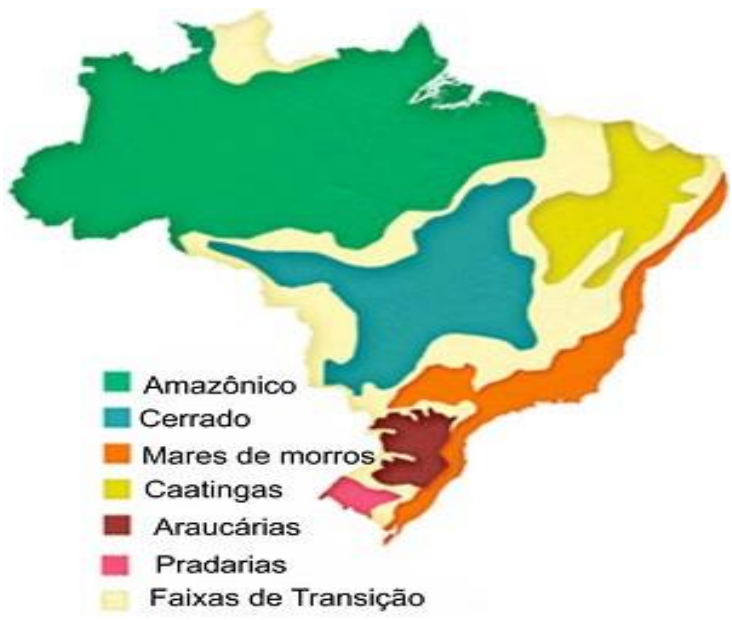 Amazônico
Cerrado
Mares de morros
Caatingas
Araucárias
Pradarias
Faixas de Transição